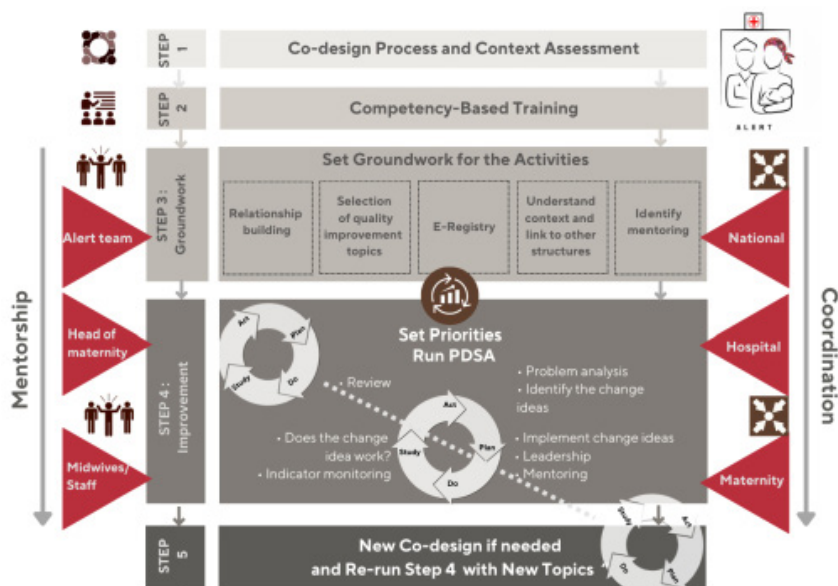 STEP 1
Co-design Process and Context Assessment
ALERT
STEP 2
Competency-Based Training
Mentorship
Coordination
STEP 3 :
Groundwork
Set Groundwork for the Activities
Relationship
building
Selection
of quality
improvement
topics
E-Registry
Understand
context and
link to other
structures
Identify
mentoring
Alert team
National
STEP 4 :
Improvement
Set Priorities
Run PDSA
Head of
maternity
Hospital
Act
Plan
Do
Study
• Review
• Problem analysis
• Identify the change
ideas
Act
Plan
Do
Study
• Does the change
idea work?
• Indicator monitoring
• Implement change ideas
• Leadership
• Mentoring
Midwives/
Staff
Maternity
STEP 5
New Co-design if needed
and Re-run Step 4 with New Topics
Study
Act
Plan
Do